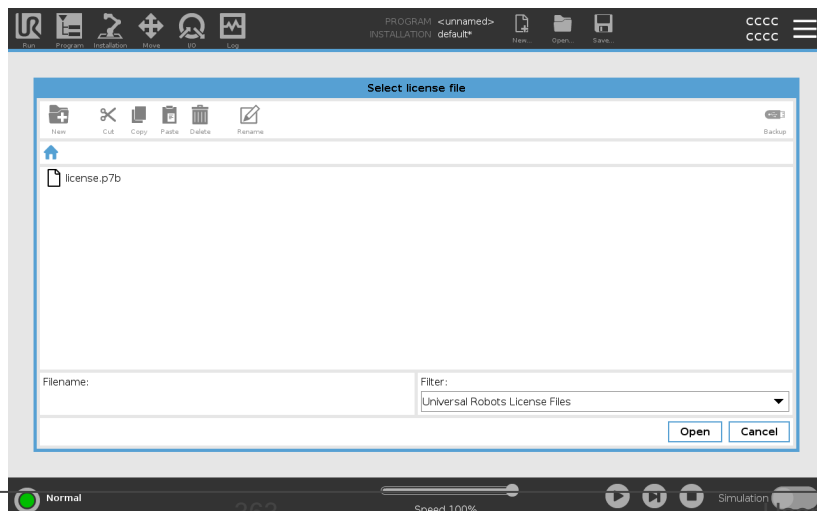 UR
PROGRAM <unnamed>
INSTALLATION default*
CCCC
CCCC
Run Program Installation Move I/O Log
New... Open... Save...
Select license file
New Cut Copy Paste Delete Rename Backup
license.p7b
Filename:
Filter:
Universal Robots License Files
Open Cancel
Normal
Speed 100%
Simulation